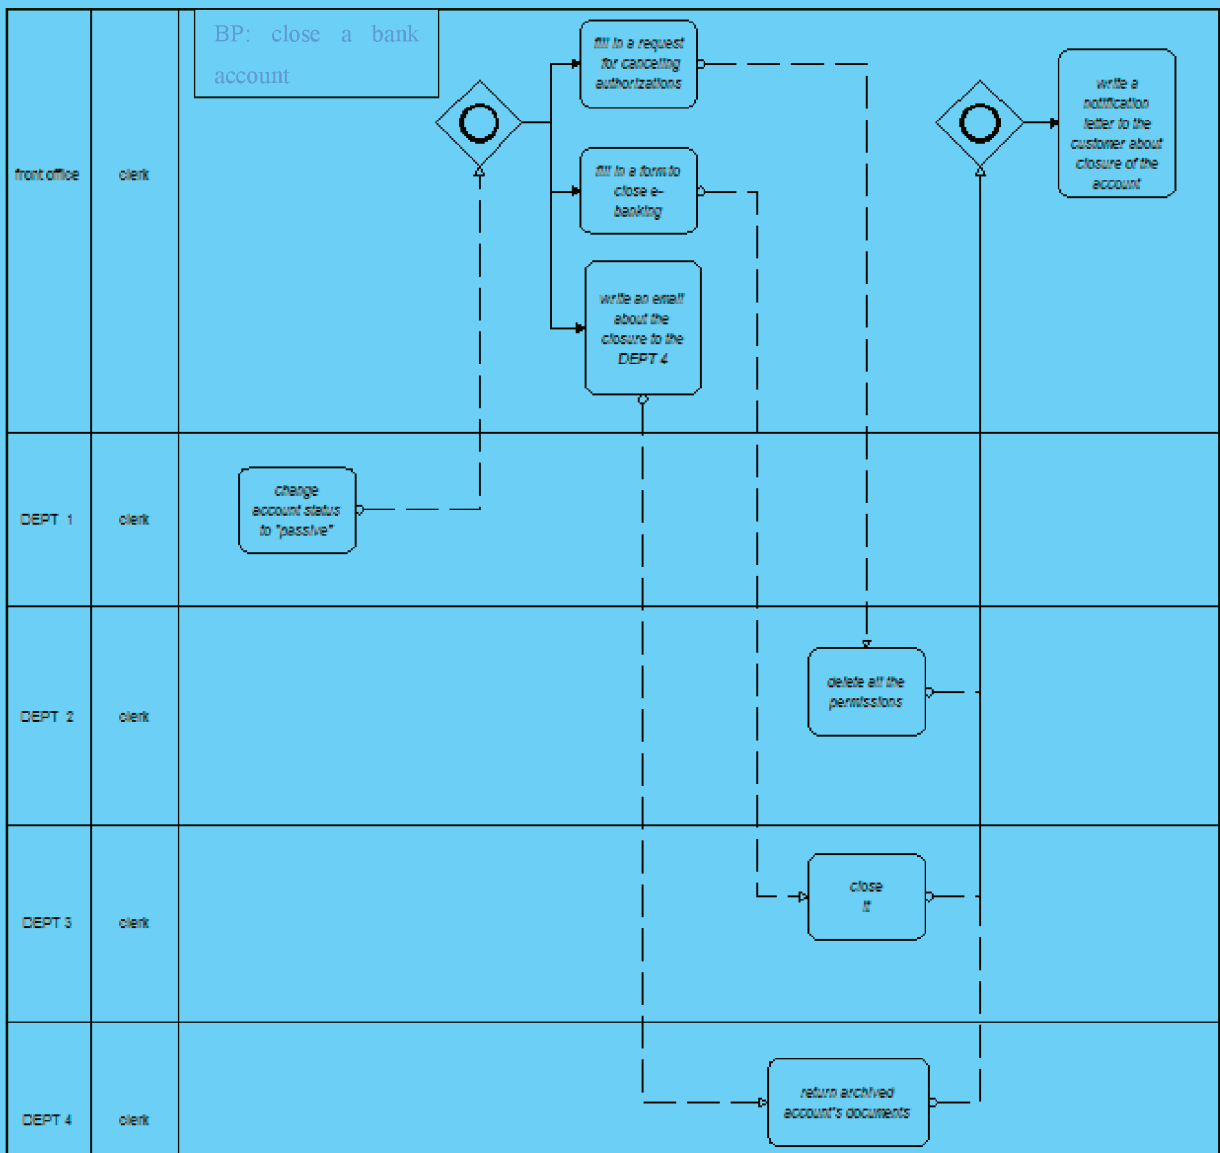 BP: close a bank
account
fill in a request
for canceling
authorizations
write a
notification
letter to the
customer about
closure of the
account
front office
clerk
fill in a form to
close e-
banking
write an email
about the
closure to the
DEPT 4
change
account status
to "passive"
DEPT 1
clerk
delete all the
permissions
DEPT 2
clerk
close
it
DEPT 3
clerk
return archived
account's documents
DEPT 4
clerk